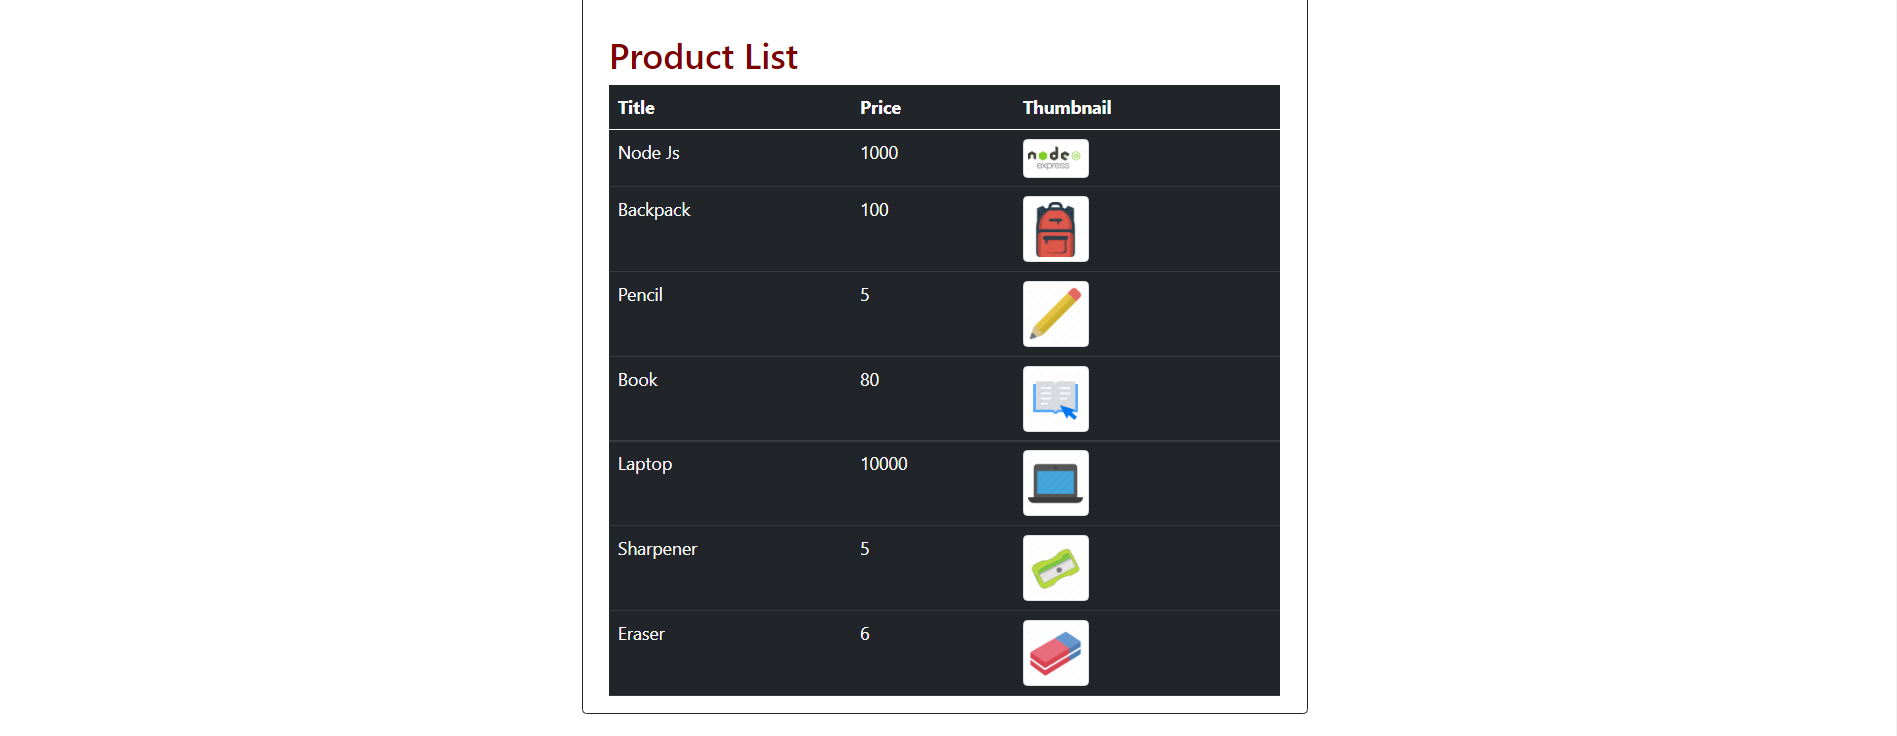 Product List
Title Price Thumbnail
Node Js 1000
node
express
Backpack 100
Pencil 5
Book 80
Laptop 10000
Sharpener 5
Eraser 6